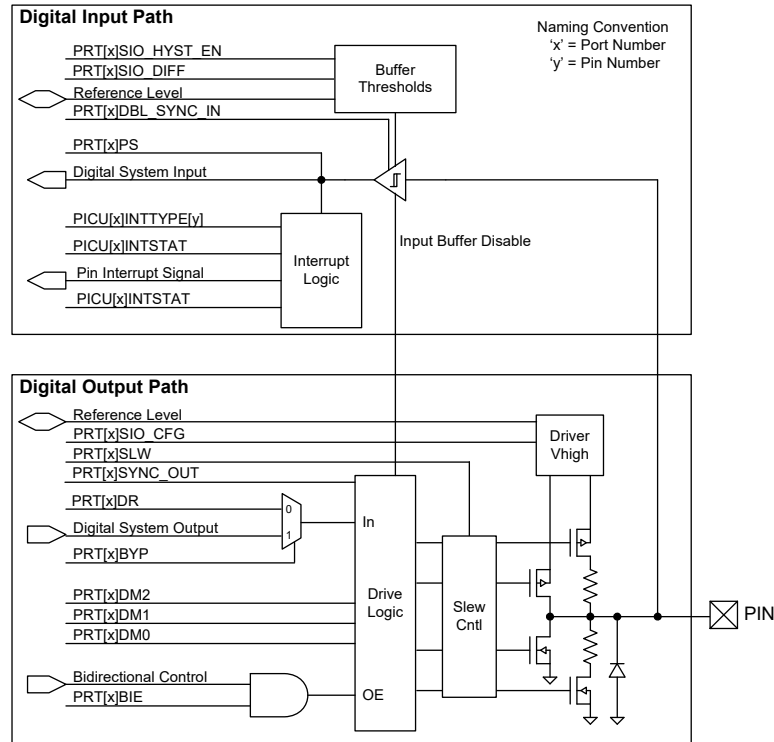 Digital Input Path
Naming Convention
‘x’ = Port Number
‘y’ = Pin Number
PRT[x]SIO_HYST_EN
PRT[x]SIO_DIFF
Reference Level
PRT[x]DBL_SYNC_IN
Buffer
Thresholds
PRT[x]PS
Digital System Input
PICU[x]INTTYPE[y]
PICU[x]INTSTAT
Pin Interrupt Signal
PICU[x]INTSTAT
Interrupt
Logic
Input Buffer Disable
Digital Output Path
Reference Level
PRT[x]SIO_CFG
PRT[x]SLW
PRT[x]SYNC_OUT
Driver
Vhigh
PRT[x]DR
Digital System Output
PRT[x]BYP
0
1
In
PRT[x]DM2
PRT[x]DM1
PRT[x]DM0
Drive
Logic
Slew
Cntl
PIN
Bidirectional Control
PRT[x]BIE
OE